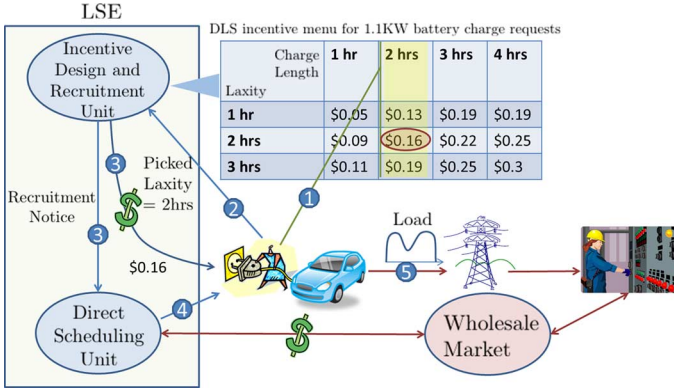 LSE
DLS incentive menu for 1.1KW battery charge requests
Incentive
Design and
Recruitment
Unit
Charge
Length
Laxity
1 hr 2 hrs 3 hrs 4 hrs
1 hr $0.05 $0.13 $0.19 $0.19
2 hrs $0.09 $0.16 $0.22 $0.25
3 hrs $0.11 $0.19 $0.25 $0.3
3
Picked
Laxity
= 2hrs
$
Recruitment
Notice
3
2
1
$0.16
Load
5
4
Direct
Scheduling
Unit
$
Wholesale
Market